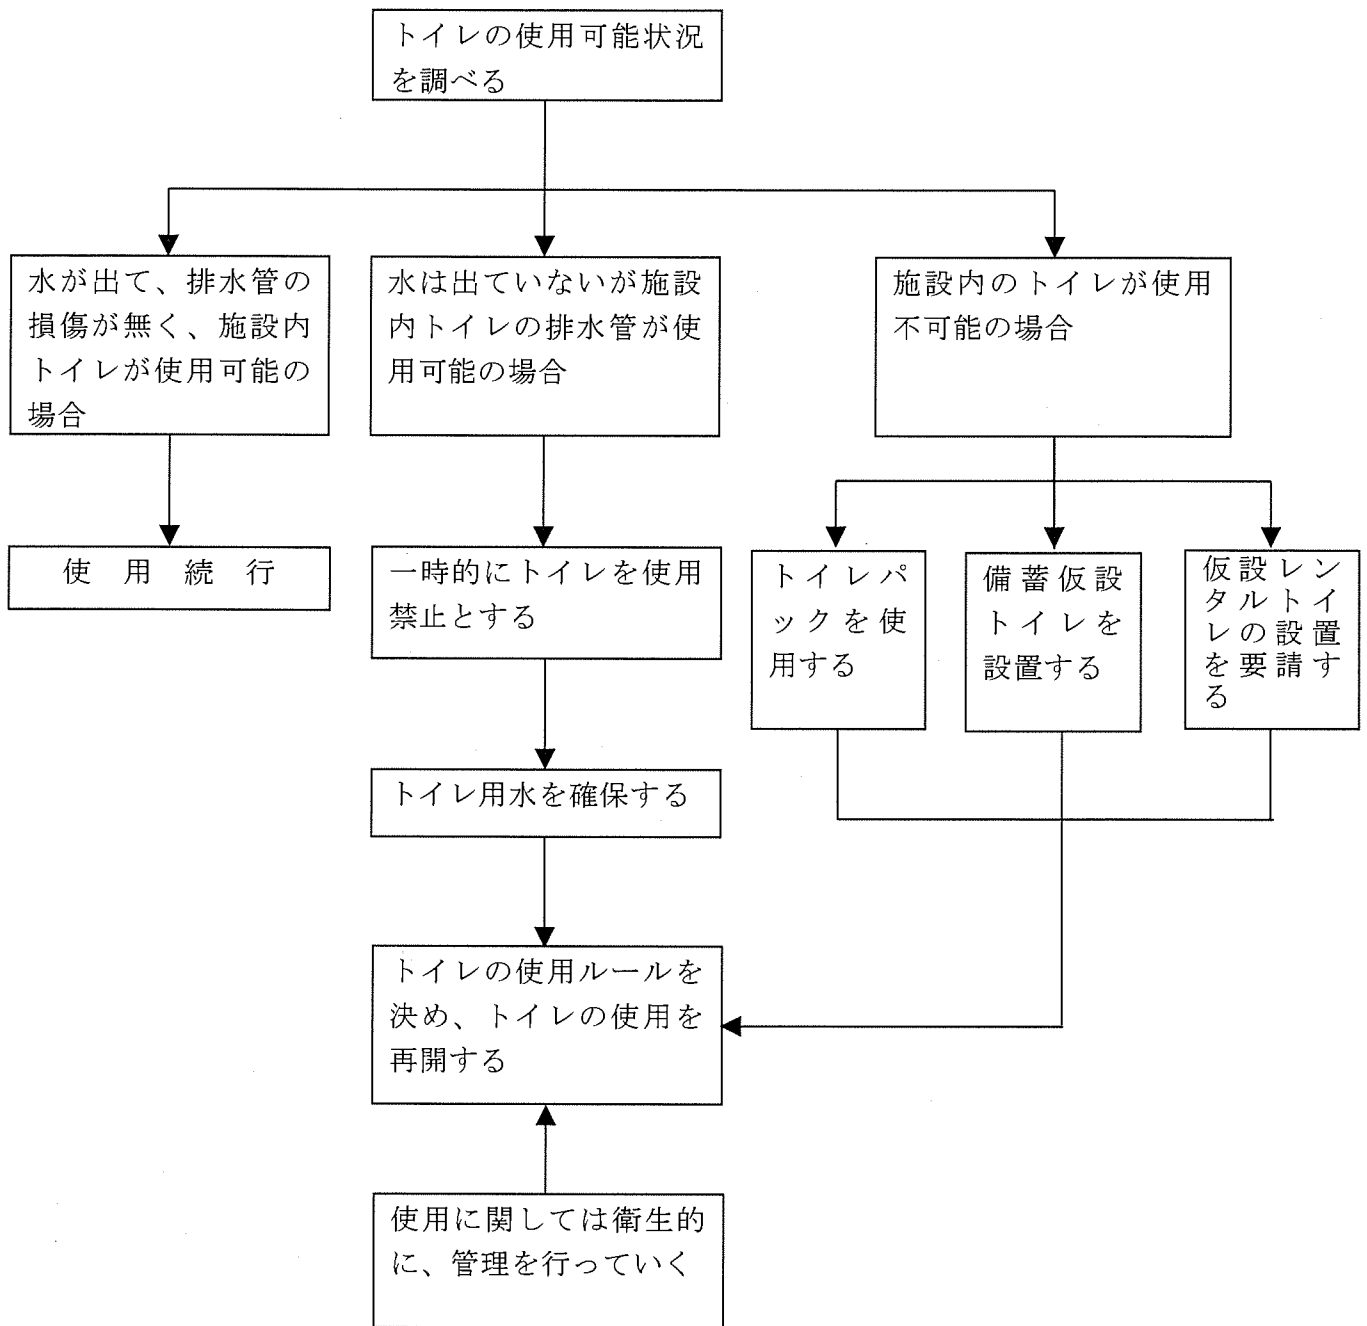 トイレの使用可能状況
を調べる
水が出て、排水管の
損傷が無く、施設内
トイレが使用可能の
場合
水は出ていないが施設
内トイレの排水管が使
用可能の場合
施設内のトイレが使用
不可能の場合
使用続行
一時的にトイレを使用
禁止とする
トイレパ
ックを使
用する
備蓄仮設
トイレを
設置する
仮設レン
タルトイ
レの設置
を要請す
る
トイレ用水を確保する
トイレの使用ルールを
決め、トイレの使用を
再開する
使用に関しては衛生的
に、管理を行っていく